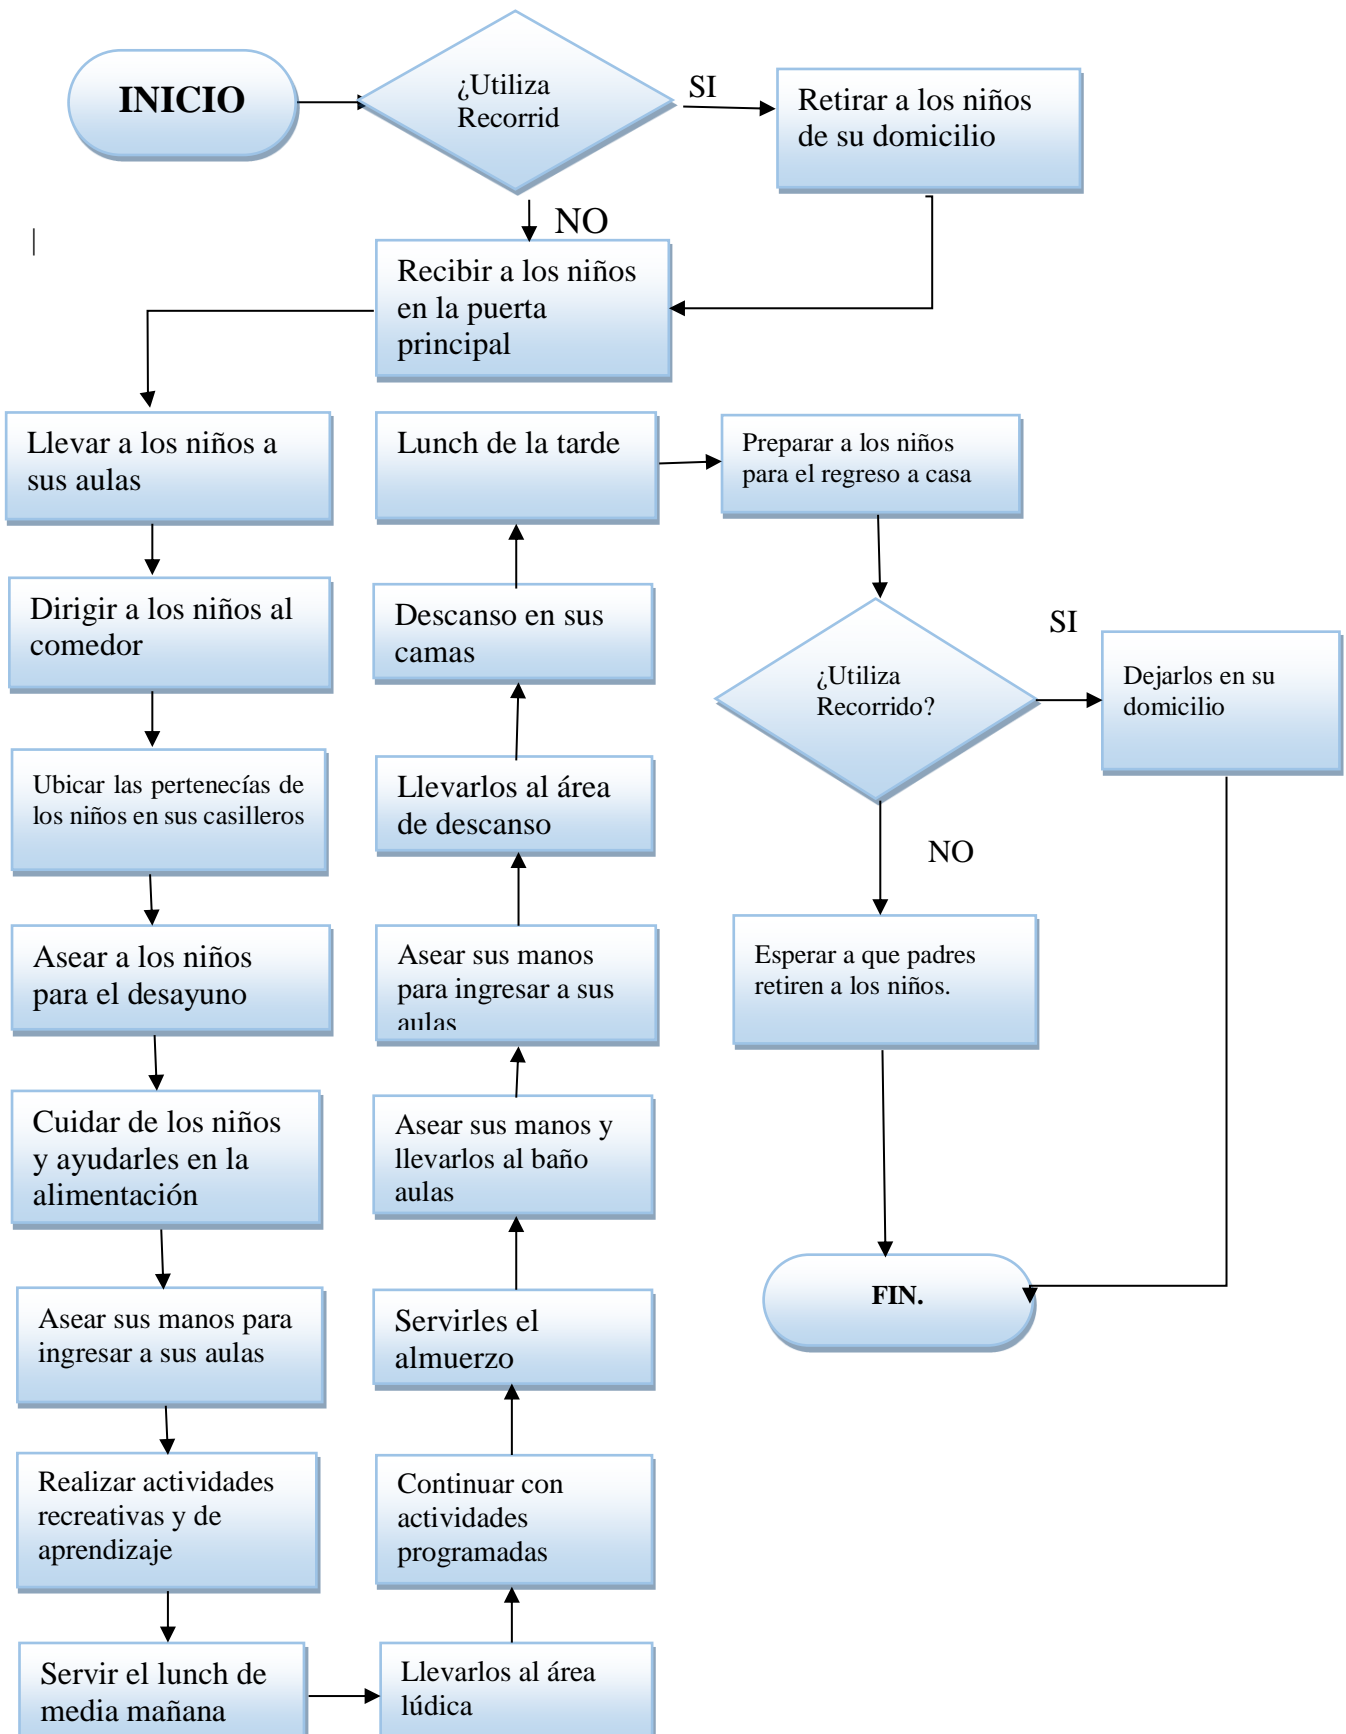 INICIO
¿Utiliza
Recorrid
SI
Retirar a los niños
de su domicilio
NO
Recibir a los niños
en la puerta
principal
Llevar a los niños a
sus aulas
Dirigir a los niños al
comedor
Ubicar las pertenecías de
los niños en sus casilleros
Asear a los niños
para el desayuno
Cuidar de los niños
y ayudarles en la
alimentación
Asear sus manos para
ingresar a sus aulas
Realizar actividades
recreativas y de
aprendizaje
Servir el lunch de
media mañana
Llevarlos al área
lúdica
Continuar con
actividades
programadas
Servirles el
almuerzo
Asear sus manos y
llevarlos al baño
aulas
Asear sus manos
para ingresar a sus
aulas
Llevarlos al área
de descanso
Descanso en sus
camas
Lunch de la tarde
Preparar a los niños
para el regreso a casa
¿Utiliza
Recorrido?
SI
Dejarlos en su
domicilio
NO
Esperar a que padres
retiren a los niños.
FIN.